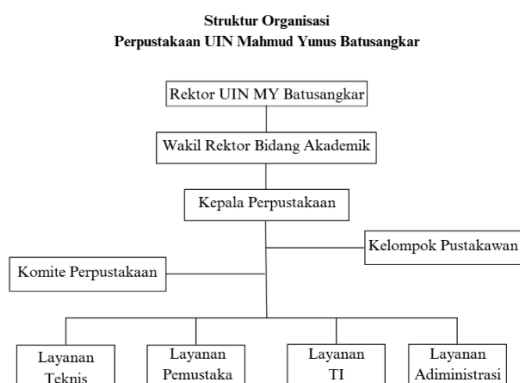 Struktur Organisasi
Perpustakaan UIN Mahmud Yunus Batusangkar
Rektor UIN MY Batusangkar
Wakil Rektor Bidang Akademik
Kepala Perpustakaan
Kelompok Pustakawan
Komite Perpustakaan
Layanan
Teknis
Layanan
Pemustaka
Layanan
TI
Layanan
Adiministrasi